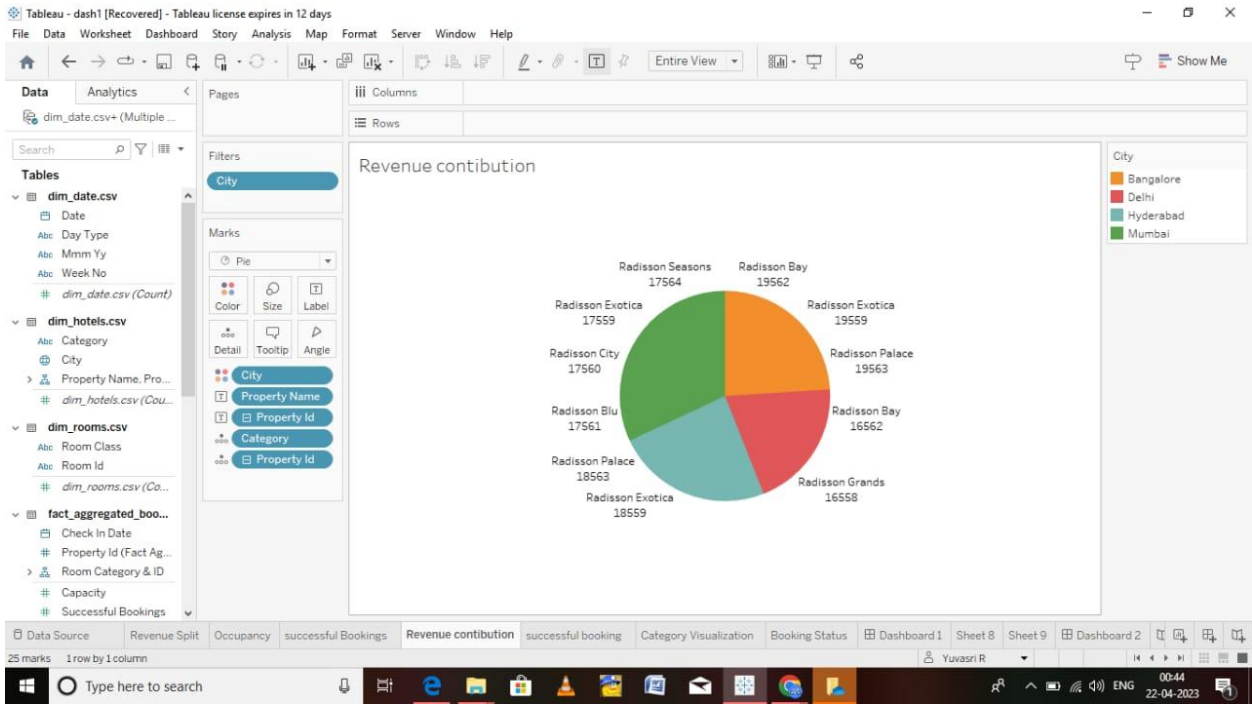 Tableau - dash1 [Recovered] - Tableau license expires in 12 days
File Data Worksheet Dashboard Story Analysis Map Format Server Window Help
Entire View
Show Me
Data Analytics
dim_date.csv+ (Multiple ...
Search
Tables
dim_date.csv
Date
Abc Day Type
Abc Mmm Yy
Abc Week No
# dim_date.csv (Count)
dim_hotels.csv
Abc Category
City
Property Name, Pro...
# dim_hotels.csv (Cou...
dim_rooms.csv
Abc Room Class
Abc Room Id
# dim_rooms.csv (Co...
fact_aggregated_boo...
Check In Date
# Property Id (Fact Ag...
Room Category & ID
# Capacity
# Successful Bookings
Pages
Filters
City
Marks
Pie
Color Size Label
Detail Tooltip Angle
City
Property Name
Property Id
Category
Property Id
Columns
Rows
Revenue contibution
Radisson Seasons
17564
Radisson Bay
19562
Radisson Exotica
17559
Radisson Exotica
19559
Radisson City
17560
Radisson Palace
19563
Radisson Blu
17561
Radisson Bay
16562
Radisson Palace
18563
Radisson Grands
16558
Radisson Exotica
18559
City
Bangalore
Delhi
Hyderabad
Mumbai
Data Source Revenue Split Occupancy successful Bookings Revenue contibution successful booking Category Visualization Booking Status Dashboard 1 Sheet 8 Sheet 9 Dashboard 2
25 marks 1 row by 1 column
Yuvasri R
Type here to search
ENG
00:44
22-04-2023